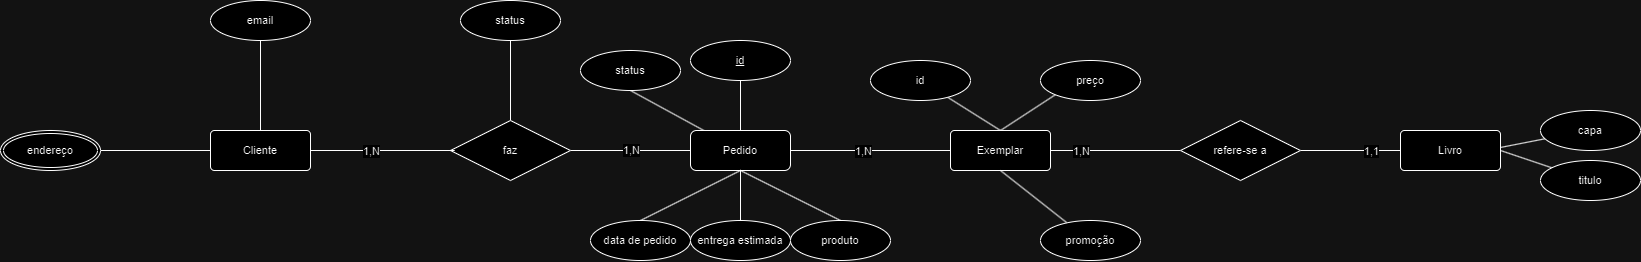 email
status
status
id
id
preço
endereço
Cliente
1,N
faz
1,N
Pedido
1,N
Exemplar
1,N
refere-se a
1,1
Livro
capa
titulo
data de pedido
entrega estimada
produto
promoção